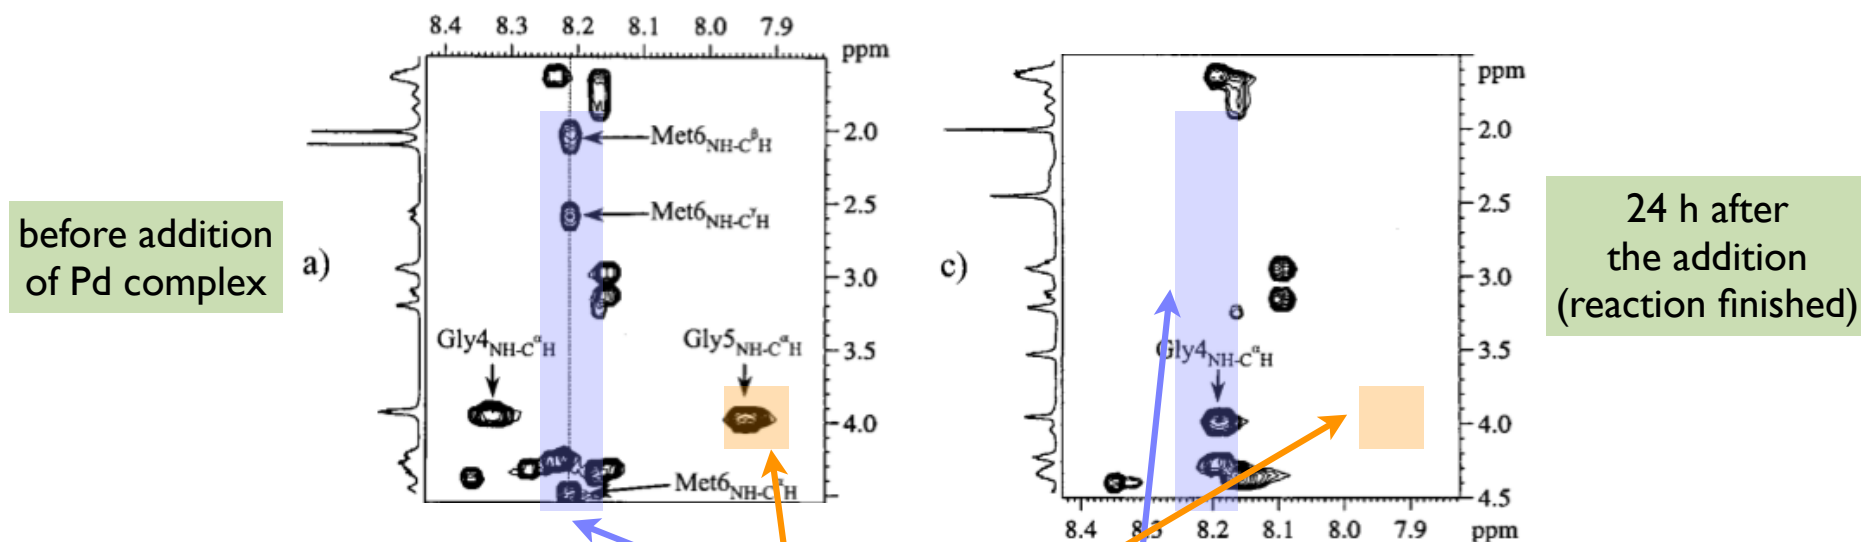 8.4 8.3 8.2 8.1 8.0 7.9
ppm
2.0
2.5
3.0
3.5
4.0
before addition
of Pd complex
a)
Met6NH-CβH
Met6NH-CγH
Gly4NH-CαH
Gly5NH-CαH
Met6NH-CαH
ppm
2.0
2.5
3.0
3.5
4.0
4.5
c)
Gly4NH-CαH
8.4 8.3 8.2 8.1 8.0 7.9 ppm
24 h after
the addition
(reaction finished)